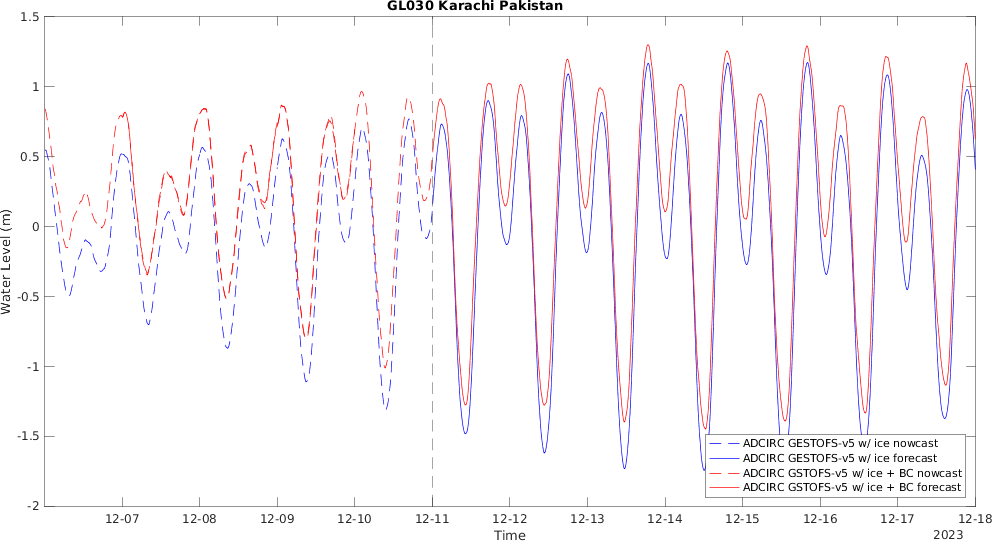 GL030 Karachi Pakistan
Water Level (m)
1.5
1
0.5
0
-0.5
-1
-1.5
-2
ADCIRC GESTOFS-v5 w/ ice nowcast
ADCIRC GESTOFS-v5 w/ ice forecast
ADCIRC GSTOFS-v5 w/ ice + BC nowcast
ADCIRC GSTOFS-v5 w/ ice + BC forecast
12-07 12-08 12-09 12-10 12-11 12-12 12-13 12-14 12-15 12-16 12-17 12-18
Time
2023